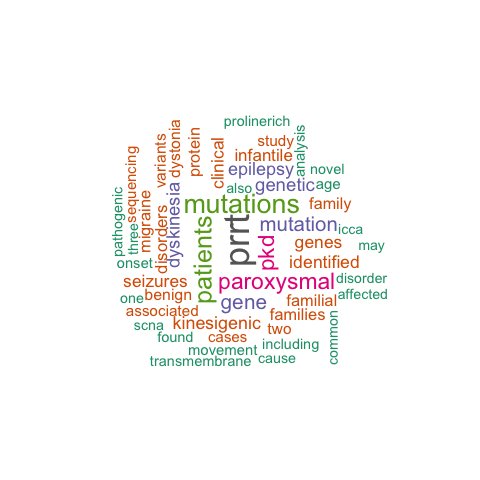 prolinerich
study
analysis
infantile
epilepsy
novel
also
genetic
age
mutations
family
mutation
icca
genes
may
identified
paroxysmal
disorder
gene
familial
affected
families
two
common
including
cause
kinesigenic
cases
movement
transmembrane
found
scna
associated
one
benign
seizures
onset
prrt
pkd
patients
clinical
protein
dystonia
variants
dyskinesia
disorders
migraine
sequencing
three
pathogenic